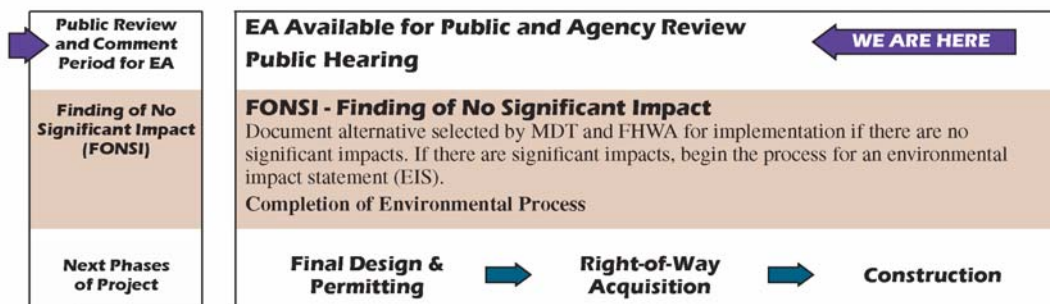 Public Review
and Comment
Period for EA
EA Available for Public and Agency Review
Public Hearing
WE ARE HERE
Finding of No
Significant Impact
(FONSI)
FONSI - Finding of No Significant Impact
Document alternative selected by MDT and FHWA for implementation if there are no
significant impacts. If there are significant impacts, begin the process for an environmental
impact statement (EIS).
Completion of Environmental Process
Next Phases
of Project
Final Design &
Permitting
Right-of-Way
Acquisition
Construction